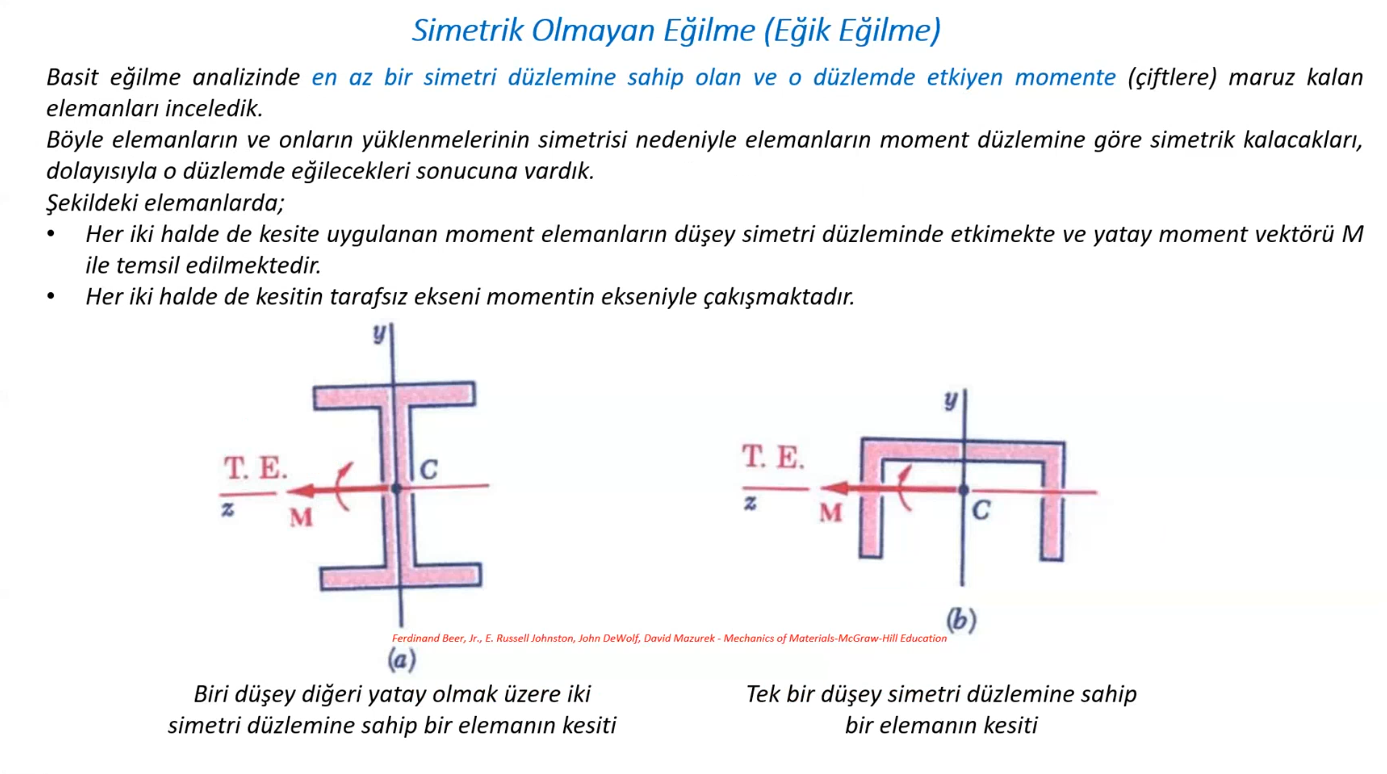 Simetrik Olmayan Eğilme (Eğik Eğilme)
Basit eğilme analizinde en az bir simetri düzlemine sahip olan ve o düzlemde etkiyen momente (çiftlere) maruz kalan
elemanları inceledik.
Böyle elemanların ve onların yüklenmelerinin simetrisi nedeniyle elemanların moment düzlemine göre simetrik kalacakları,
dolayısıyla o düzlemde eğilecekleri sonucuna vardık.
Şekildeki elemanlarda;
• Her iki halde de kesite uygulanan moment elemanların düşey simetri düzleminde etkimekte ve yatay moment vektörü M
ile temsil edilmektedir.
• Her iki halde de kesitin tarafsız ekseni momentin ekseniyle çakışmaktadır.
y
T. E.
z
M
C
(a)
y
T. E.
z
M
C
(b)
Ferdinand Beer, Jr., E. Russell Johnston, John DeWolf, David Mazurek - Mechanics of Materials-McGraw-Hill Education
Biri düşey diğeri yatay olmak üzere iki
simetri düzlemine sahip bir elemanın kesiti
Tek bir düşey simetri düzlemine sahip
bir elemanın kesiti